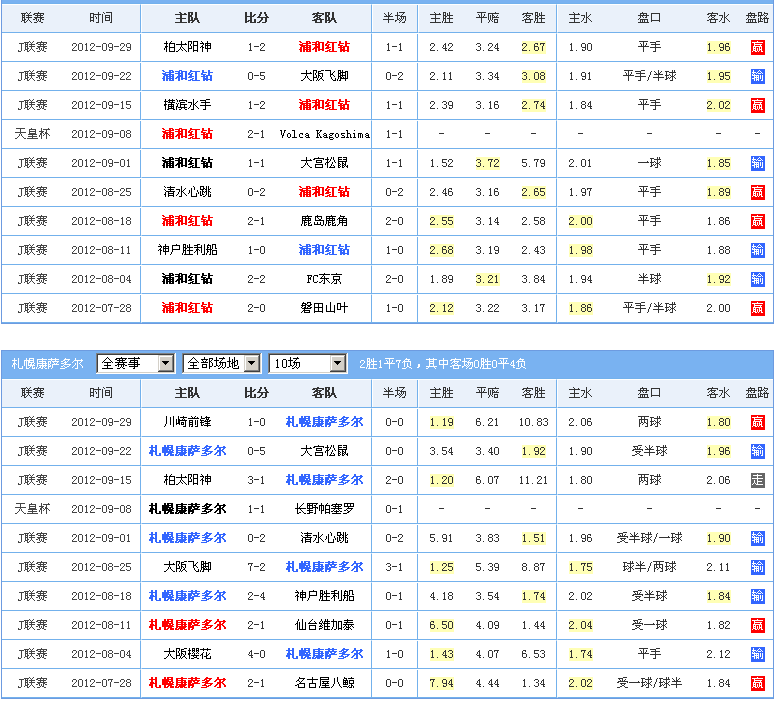 联赛 时间 主队 比分 客队 半场 主胜 平赔 客胜 主水 盘口 客水 盘路
J联赛 2012-09-29 柏太阳神 1-2 浦和红钻 1-1 2.42 3.24 2.67 1.90 平手 1.96 赢
J联赛 2012-09-22 浦和红钻 0-5 大阪飞脚 0-2 2.11 3.34 3.08 1.91 平手/半球 1.95 输
J联赛 2012-09-15 横滨水手 1-2 浦和红钻 1-1 2.39 3.16 2.74 1.84 平手 2.02 赢
天皇杯 2012-09-08 浦和红钻 2-1 Volca Kagoshima 1-1 - - - - - - -
J联赛 2012-09-01 浦和红钻 1-1 大宫松鼠 1-1 1.52 3.72 5.79 2.01 一球 1.85 输
J联赛 2012-08-25 清水心跳 0-2 浦和红钻 0-2 2.46 3.16 2.65 1.97 平手 1.89 赢
J联赛 2012-08-18 浦和红钻 2-1 鹿岛鹿角 2-0 2.55 3.14 2.58 2.00 平手 1.86 赢
J联赛 2012-08-11 神户胜利船 1-0 浦和红钻 1-0 2.68 3.19 2.43 1.98 平手 1.88 输
J联赛 2012-08-04 浦和红钻 2-2 FC东京 2-0 1.89 3.21 3.84 1.94 半球 1.92 输
J联赛 2012-07-28 浦和红钻 2-0 磐田山叶 1-0 2.12 3.22 3.17 1.86 平手/半球 2.00 赢
札幌康萨多尔 全赛事 全部场地 10场 2胜1平7负，其中客场0胜0平4负
联赛 时间 主队 比分 客队 半场 主胜 平赔 客胜 主水 盘口 客水 盘路
J联赛 2012-09-29 川崎前锋 1-0 札幌康萨多尔 0-0 1.19 6.21 10.83 2.06 两球 1.80 赢
J联赛 2012-09-22 札幌康萨多尔 0-5 大宫松鼠 0-0 3.54 3.40 1.92 1.90 受半球 1.96 输
J联赛 2012-09-15 柏太阳神 3-1 札幌康萨多尔 2-0 1.20 6.07 11.21 1.80 两球 2.06 走
天皇杯 2012-09-08 札幌康萨多尔 1-1 长野帕塞罗 0-1 - - - - - - -
J联赛 2012-09-01 札幌康萨多尔 0-2 清水心跳 0-2 5.91 3.83 1.51 1.96 受半球/一球 1.90 输
J联赛 2012-08-25 大阪飞脚 7-2 札幌康萨多尔 3-1 1.25 5.39 8.87 1.75 球半/两球 2.11 输
J联赛 2012-08-18 札幌康萨多尔 2-4 神户胜利船 0-1 4.18 3.54 1.74 2.02 受半球 1.84 输
J联赛 2012-08-11 札幌康萨多尔 2-1 仙台维加泰 0-1 6.50 4.09 1.44 2.04 受一球 1.82 赢
J联赛 2012-08-04 大阪樱花 4-0 札幌康萨多尔 1-0 1.43 4.07 6.53 1.74 平手 2.12 输
J联赛 2012-07-28 札幌康萨多尔 2-1 名古屋八鲸 0-0 7.94 4.44 1.34 2.02 受一球/球半 1.84 赢